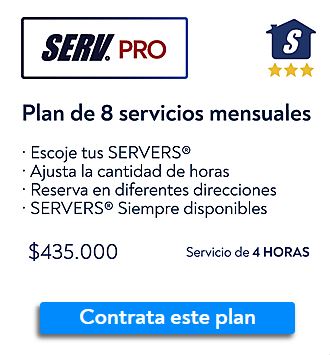 SERV. PRO
S
Plan de 8 servicios mensuales
· Escoje tus SERVERS®
· Ajusta la cantidad de horas
· Reserva en diferentes direcciones
· SERVERS® Siempre disponibles
$435.000 Servicio de 4 HORAS
Contrata este plan